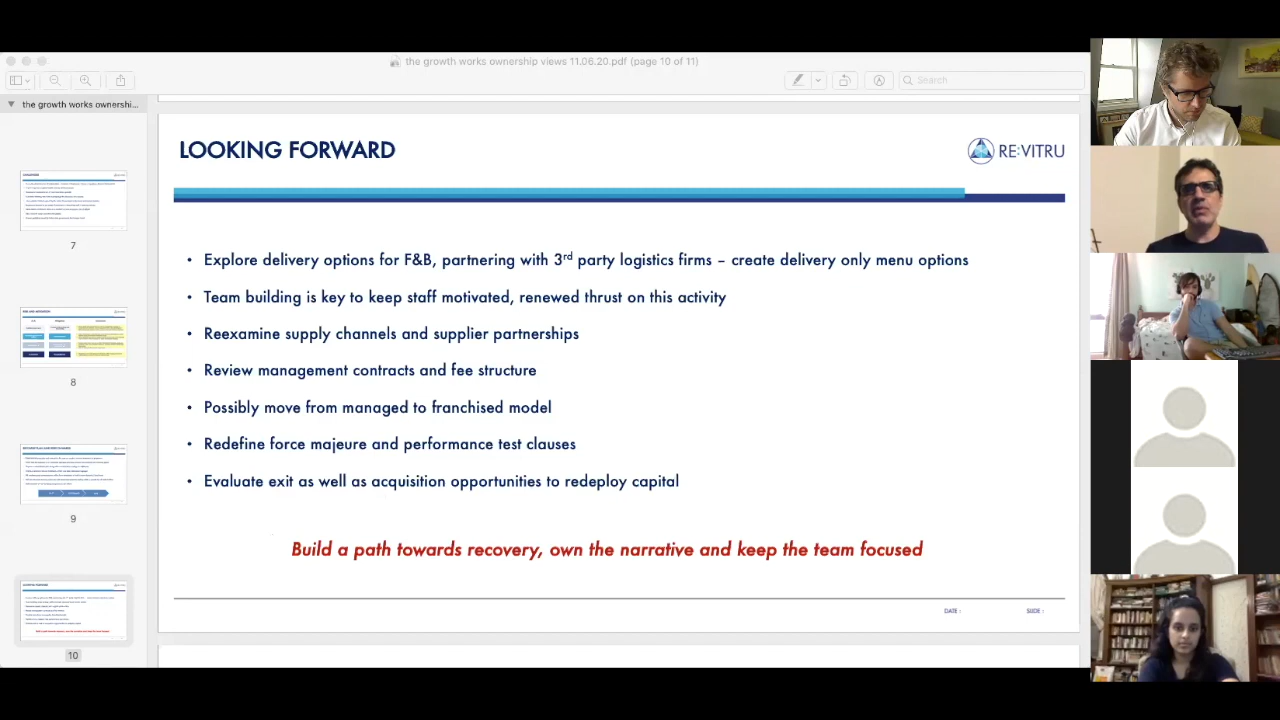 the growth works ownership views 11.06.20.pdf (page 10 of 11)
Search
the growth works ownershi...
7
8
9
10
LOOKING FORWARD
RE:VITRU
• Explore delivery options for F&B, partnering with 3rd party logistics firms – create delivery only menu options
• Team building is key to keep staff motivated, renewed thrust on this activity
• Reexamine supply channels and supplier partnerships
• Review management contracts and fee structure
• Possibly move from managed to franchised model
• Redefine force majeure and performance test clauses
• Evaluate exit as well as acquisition opportunities to redeploy capital
Build a path towards recovery, own the narrative and keep the team focused
DATE :
SLIDE :